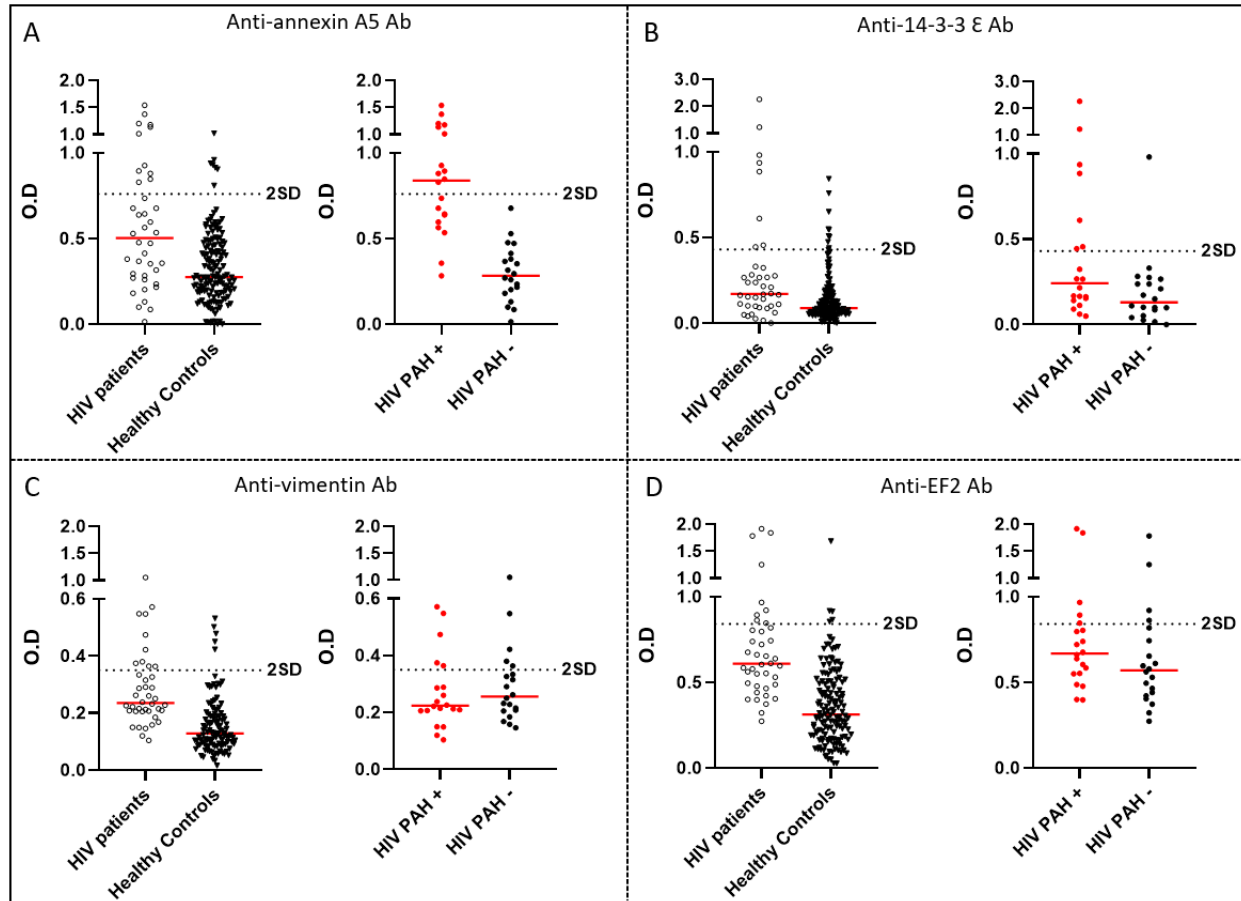 A
Anti-annexin A5 Ab
2.0
1.5
1.0
1.0
0.5
0.0
O.D
2SD
HIV patients
Healthy Controls
2.0
1.5
1.0
1.0
0.5
0.0
O.D
2SD
HIV PAH +
HIV PAH -
B
Anti-14-3-3 Ɛ Ab
3.0
2.0
1.0
1.0
0.5
0.0
O.D
2SD
HIV patients
Healthy Controls
3.0
2.0
1.0
1.0
0.5
0.0
O.D
2SD
HIV PAH +
HIV PAH -
C
Anti-vimentin Ab
2.0
1.5
1.0
0.6
0.4
0.2
0.0
O.D
2SD
HIV patients
Healthy Controls
2.0
1.5
1.0
0.6
0.4
0.2
0.0
O.D
2SD
HIV PAH +
HIV PAH -
D
Anti-EF2 Ab
2.0
1.5
1.0
1.0
0.5
0.0
O.D
2SD
HIV patients
Healthy Controls
2.0
1.5
1.0
1.0
0.5
0.0
O.D
2SD
HIV PAH +
HIV PAH -